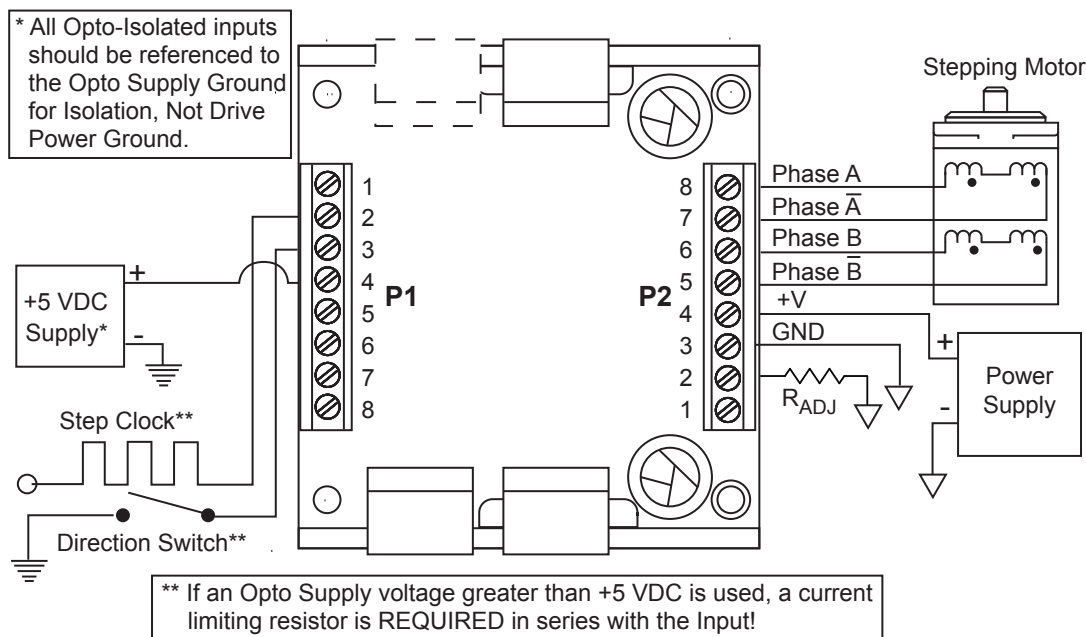 * All Opto-Isolated inputs
should be referenced to
the Opto Supply Ground
for Isolation, Not Drive
Power Ground.
Stepping Motor
1
2
3
4
5
6
7
8
P1
P2
8
7
6
5
4
3
2
1
Phase A
Phase A̅
Phase B
Phase B̅
+V
GND
RADJ
+
-
Power
Supply
+5 VDC
Supply*
+
-
Step Clock**
Direction Switch**
** If an Opto Supply voltage greater than +5 VDC is used, a current
limiting resistor is REQUIRED in series with the Input!